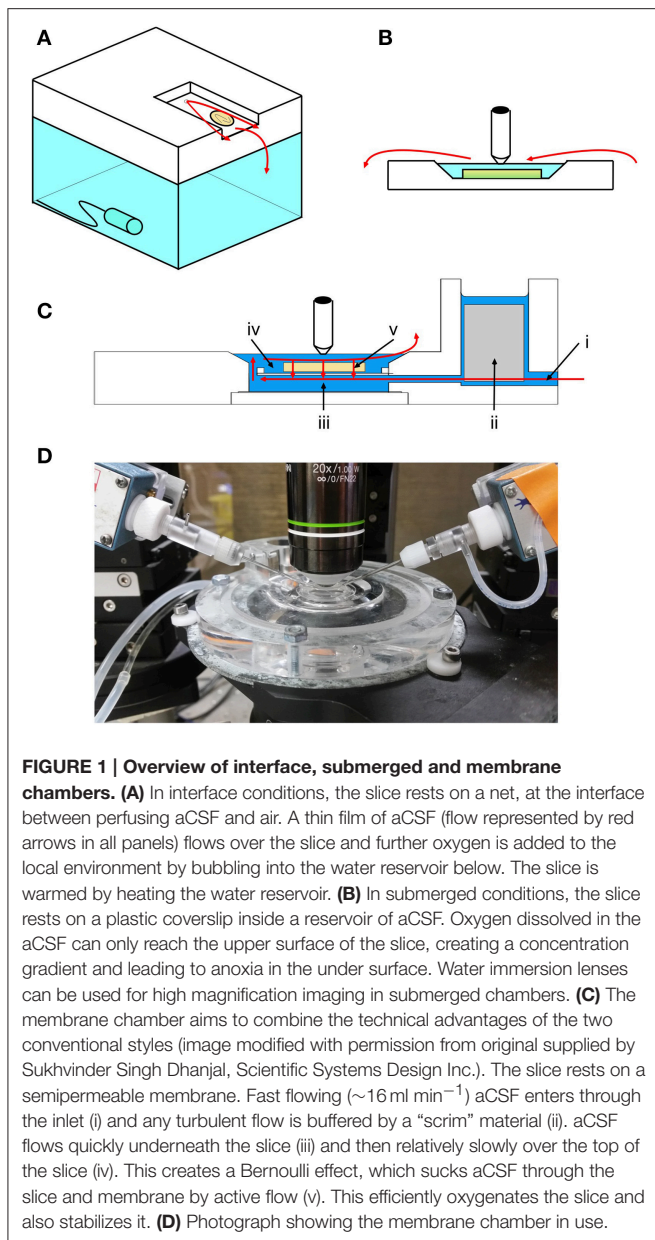 A
B
C
iv
v
i
iii
ii
D
20x/1.00 W
∞/0/FN22
FIGURE 1 | Overview of interface, submerged and membrane
chambers. (A) In interface conditions, the slice rests on a net, at the interface
between perfusing aCSF and air. A thin film of aCSF (flow represented by red
arrows in all panels) flows over the slice and further oxygen is added to the
local environment by bubbling into the water reservoir below. The slice is
warmed by heating the water reservoir. (B) In submerged conditions, the slice
rests on a plastic coverslip inside a reservoir of aCSF. Oxygen dissolved in the
aCSF can only reach the upper surface of the slice, creating a concentration
gradient and leading to anoxia in the under surface. Water immersion lenses
can be used for high magnification imaging in submerged chambers. (C) The
membrane chamber aims to combine the technical advantages of the two
conventional styles (image modified with permission from original supplied by
Sukhvinder Singh Dhanjal, Scientific Systems Design Inc.). The slice rests on a
semipermeable membrane. Fast flowing (~16 ml min⁻¹) aCSF enters through
the inlet (i) and any turbulent flow is buffered by a “scrim” material (ii). aCSF
flows quickly underneath the slice (iii) and then relatively slowly over the top of
the slice (iv). This creates a Bernoulli effect, which sucks aCSF through the
slice and membrane by active flow (v). This efficiently oxygenates the slice and
also stabilizes it. (D) Photograph showing the membrane chamber in use.